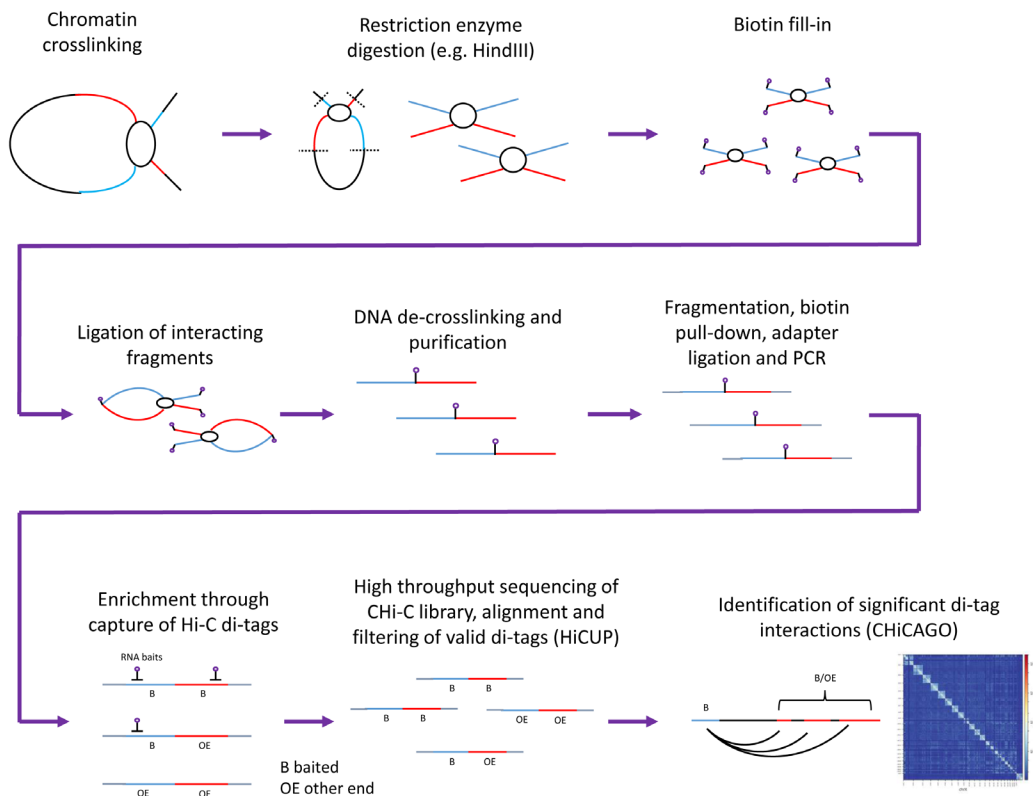 Chromatin
crosslinking
Restriction enzyme
digestion (e.g. HindIII)
Biotin fill-in
Ligation of interacting
fragments
DNA de-crosslinking and
purification
Fragmentation, biotin
pull-down, adapter
ligation and PCR
Enrichment through
capture of Hi-C di-tags
RNA baits
B B
B OE
OE OE
B baited
OE other end
High throughput sequencing of
CHi-C library, alignment and
filtering of valid di-tags (HiCUP)
B B
B B
OE OE
B OE
Identification of significant di-tag
interactions (CHiCAGO)
B/OE
B